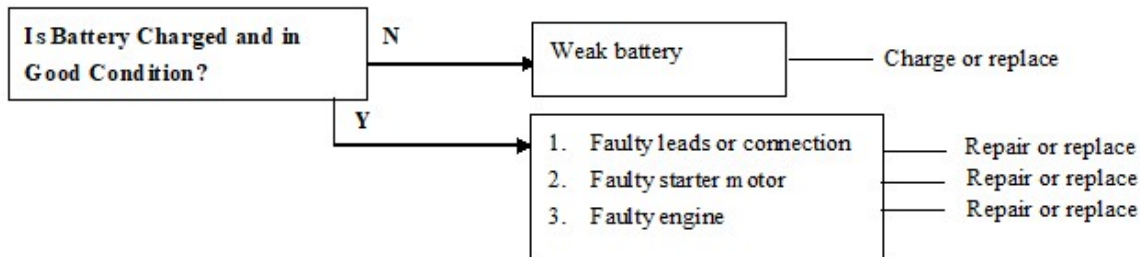 Is Battery Charged and in
Good Condition?
N
Weak battery
Charge or replace
Y
1. Faulty leads or connection
Repair or replace
2. Faulty starter motor
Repair or replace
3. Faulty engine
Repair or replace